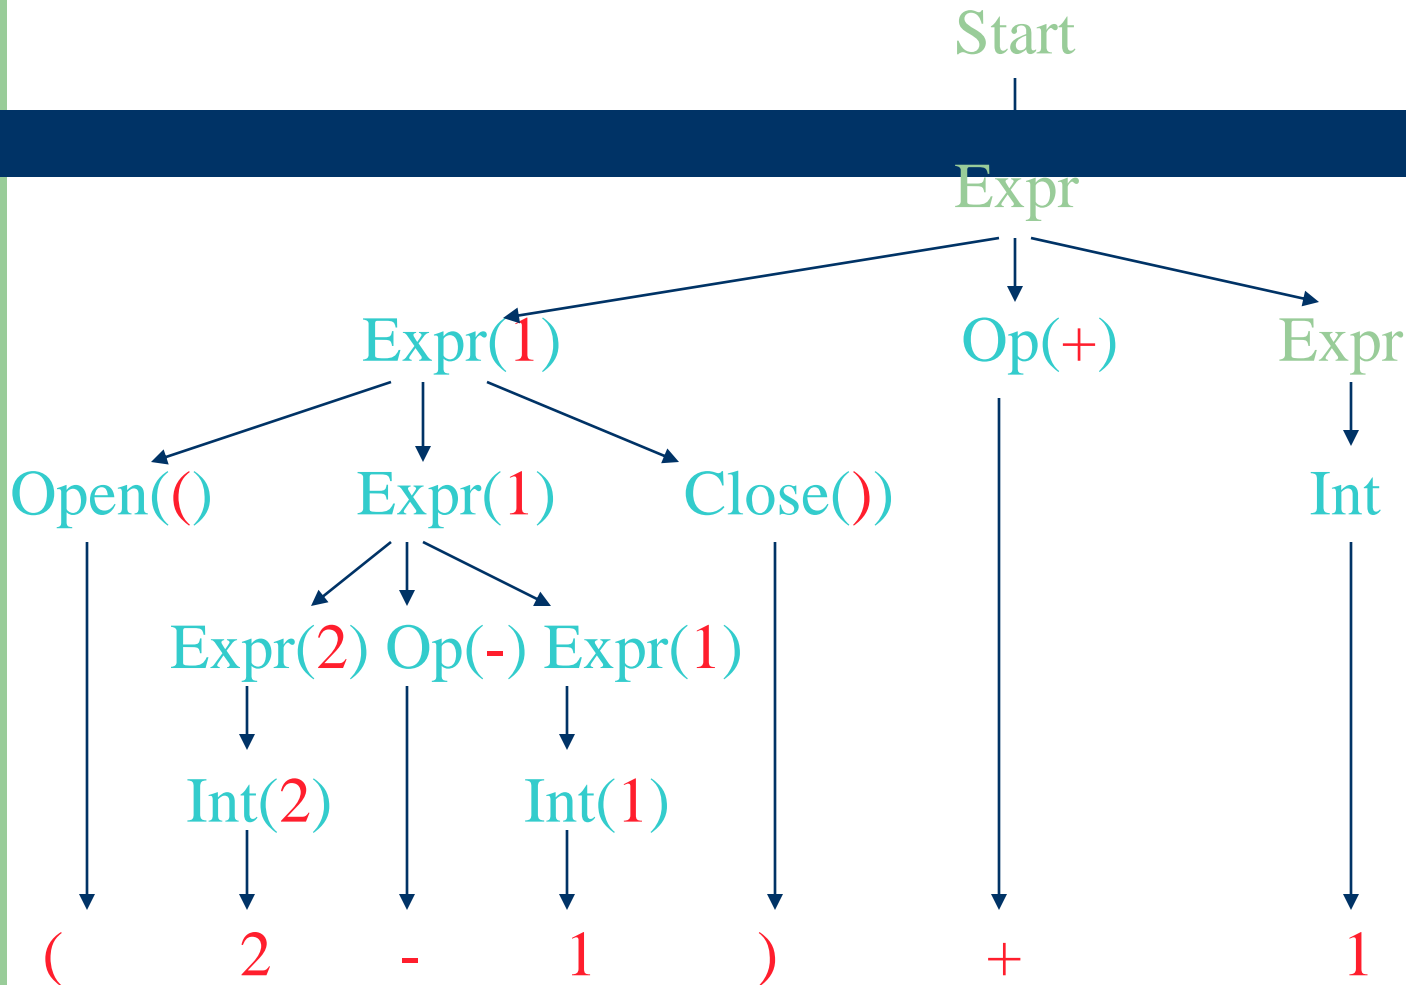 Start
Expr
Expr(1) Op(+) Expr
Open(() Expr(1) Close()) Int
Expr(2) Op(-) Expr(1)
Int(2) Int(1)
( 2 - 1 ) + 1